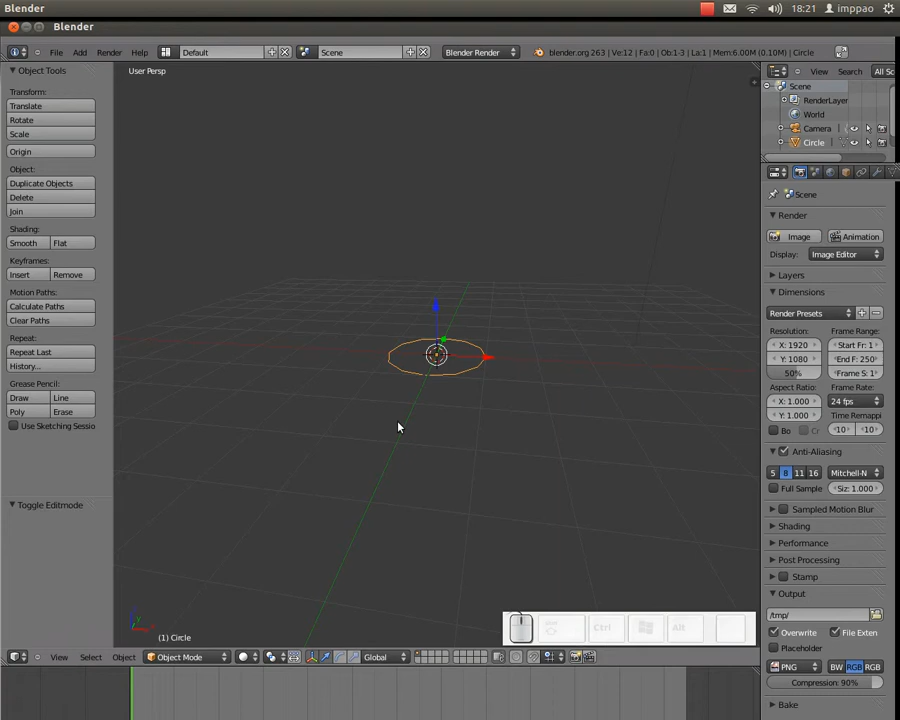 Blender
18:21 imppao
Blender
File Add Render Help Default Scene Blender Render blender.org 263 | Ve:12 | Fa:0 | Ob:1-3 | La:1 | Mem:6.00M (0.10M) | Circle
Object Tools
Transform:
Translate
Rotate
Scale
Origin
Object:
Duplicate Objects
Delete
Join
Shading:
Smooth Flat
Keyframes:
Insert Remove
Motion Paths:
Calculate Paths
Clear Paths
Repeat:
Repeat Last
History...
Grease Pencil:
Draw Line
Poly Erase
Use Sketching Sessio
Toggle Editmode
User Persp
(1) Circle
Ctrl Alt
View Select Object Object Mode Global
View Search All Sc
Scene
RenderLayer
World
Camera
Circle
Scene
Render
Image Animation
Display: Image Editor
Layers
Dimensions
Render Presets
Resolution: Frame Range:
X: 1920 Start Fr: 1
Y: 1080 End F: 250
50% Frame S: 1
Aspect Ratio: Frame Rate:
X: 1.000 24 fps
Y: 1.000 Time Remappi
Bo Cr 10 10
Anti-Aliasing
5 8 11 16 Mitchell-N
Full Sample Siz: 1.000
Sampled Motion Blur
Shading
Performance
Post Processing
Stamp
Output
/tmp/
Overwrite File Exten
Placeholder
PNG BW RGB RGB
Compression: 90%
Bake